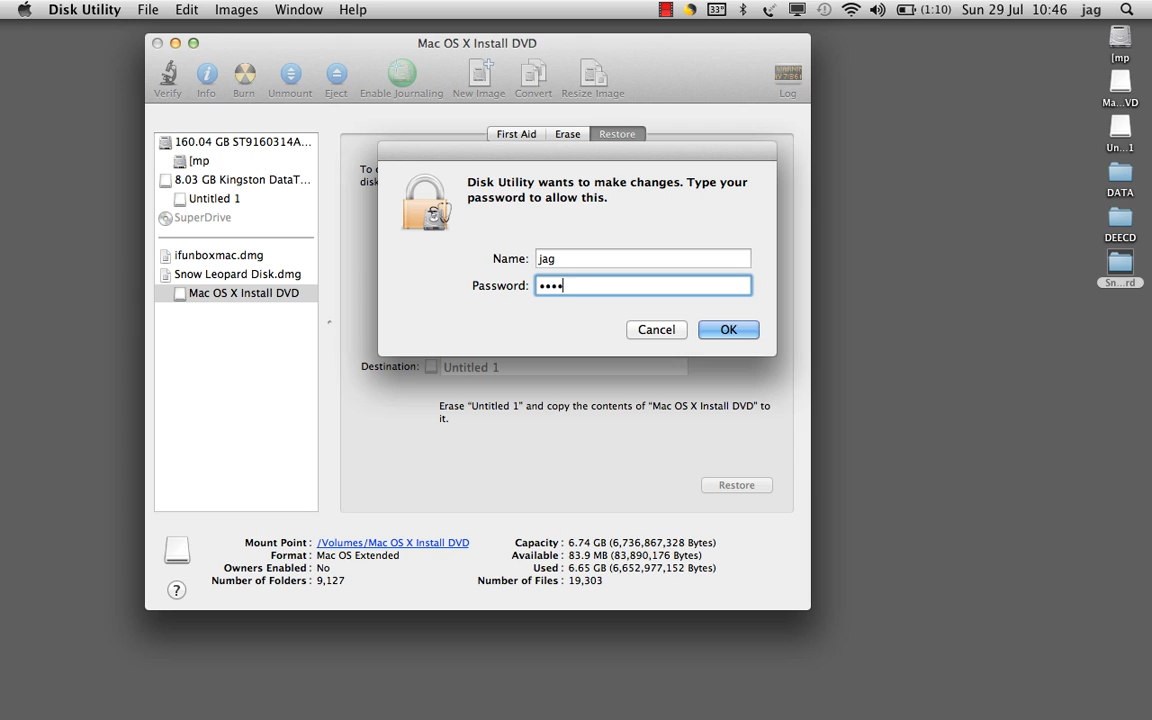 Disk Utility File Edit Images Window Help 33° (1:10) Sun 29 Jul 10:46 jag
Mac OS X Install DVD
Verify Info Burn Unmount Eject Enable Journaling New Image Convert Resize Image Log
First Aid Erase Restore
160.04 GB ST9160314A...
[mp
8.03 GB Kingston DataT...
Untitled 1
SuperDrive
ifunboxmac.dmg
Snow Leopard Disk.dmg
Mac OS X Install DVD
To
disk
Disk Utility wants to make changes. Type your
password to allow this.
Name: jag
Password: ••••
Cancel OK
Destination: Untitled 1
Erase “Untitled 1” and copy the contents of “Mac OS X Install DVD” to
it.
Restore
Mount Point : /Volumes/Mac OS X Install DVD
Format : Mac OS Extended
Owners Enabled : No
Number of Folders : 9,127
Capacity : 6.74 GB (6,736,867,328 Bytes)
Available : 83.9 MB (83,890,176 Bytes)
Used : 6.65 GB (6,652,977,152 Bytes)
Number of Files : 19,303
?
[mp
Ma...VD
Un...1
DATA
DEECD
Sn...rd